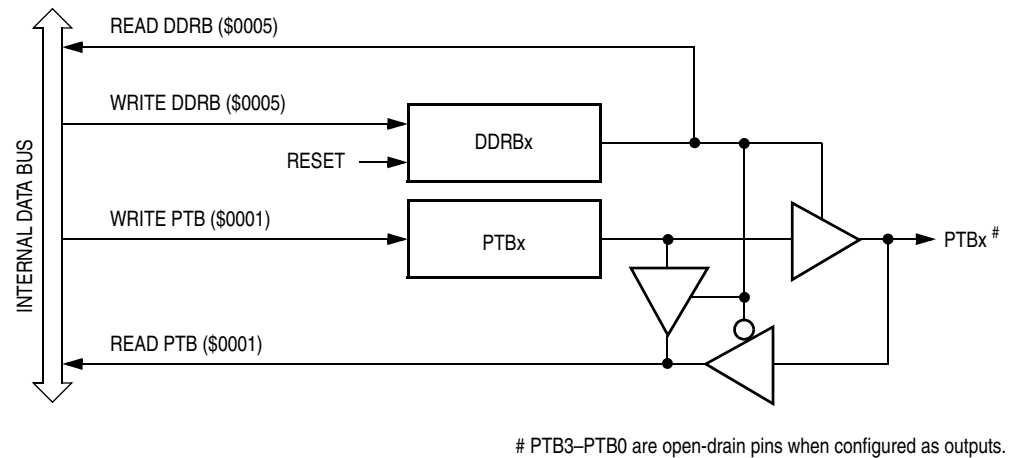 READ DDRB ($0005)
WRITE DDRB ($0005)
DDRBx
RESET
WRITE PTB ($0001)
PTBx
PTBx #
READ PTB ($0001)
INTERNAL DATA BUS
# PTB3–PTB0 are open-drain pins when configured as outputs.